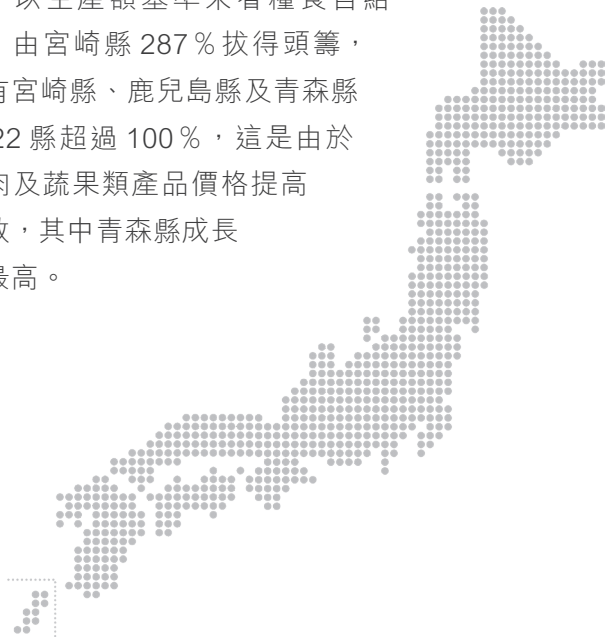 以生產額基準來看糧食自給
由宮崎縣 287%拔得頭籌，
有宮崎縣、鹿兒島縣及青森縣
22 縣超過 100%，這是由於
肉及蔬果類產品價格提高
致，其中青森縣成長
最高。